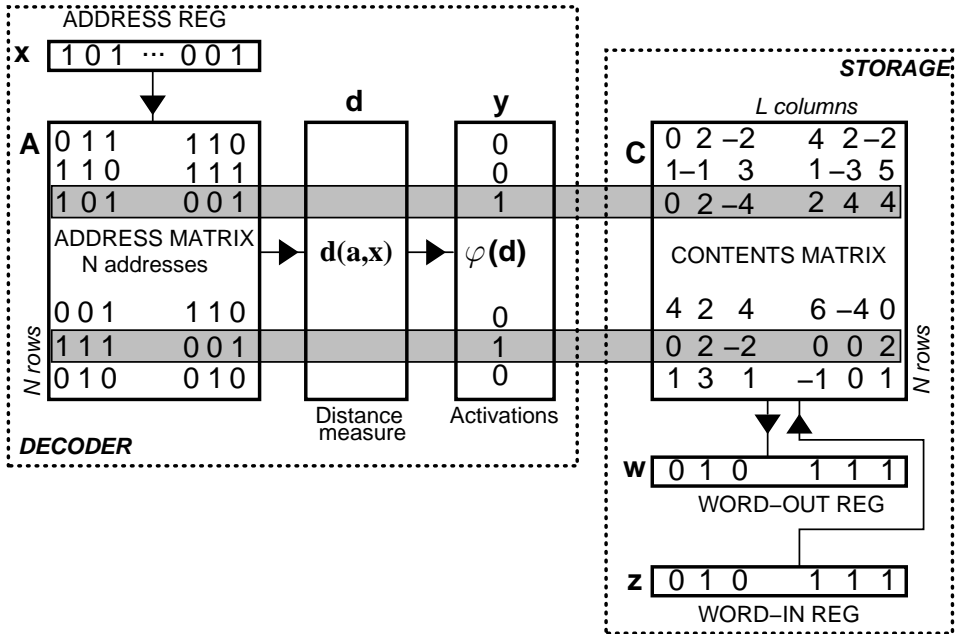 ADDRESS REG
x 1 0 1 ... 0 0 1
STORAGE
d
y
L columns
A 0 1 1 1 1 0 0 C 0 2 −2 4 2 −2
1 1 0 1 1 1 0 1 −1 3 1 −3 5
1 0 1 0 0 1 1 0 2 −4 2 4 4
ADDRESS MATRIX
N addresses
d(a,x)
φ(d)
CONTENTS MATRIX
0 0 1 1 1 0 0 4 2 4 6 −4 0
1 1 1 0 0 1 1 0 2 −2 0 0 2
0 1 0 0 1 0 0 1 3 1 −1 0 1
N rows
N rows
Distance
measure
Activations
DECODER
w 0 1 0 1 1 1
WORD−OUT REG
z 0 1 0 1 1 1
WORD−IN REG